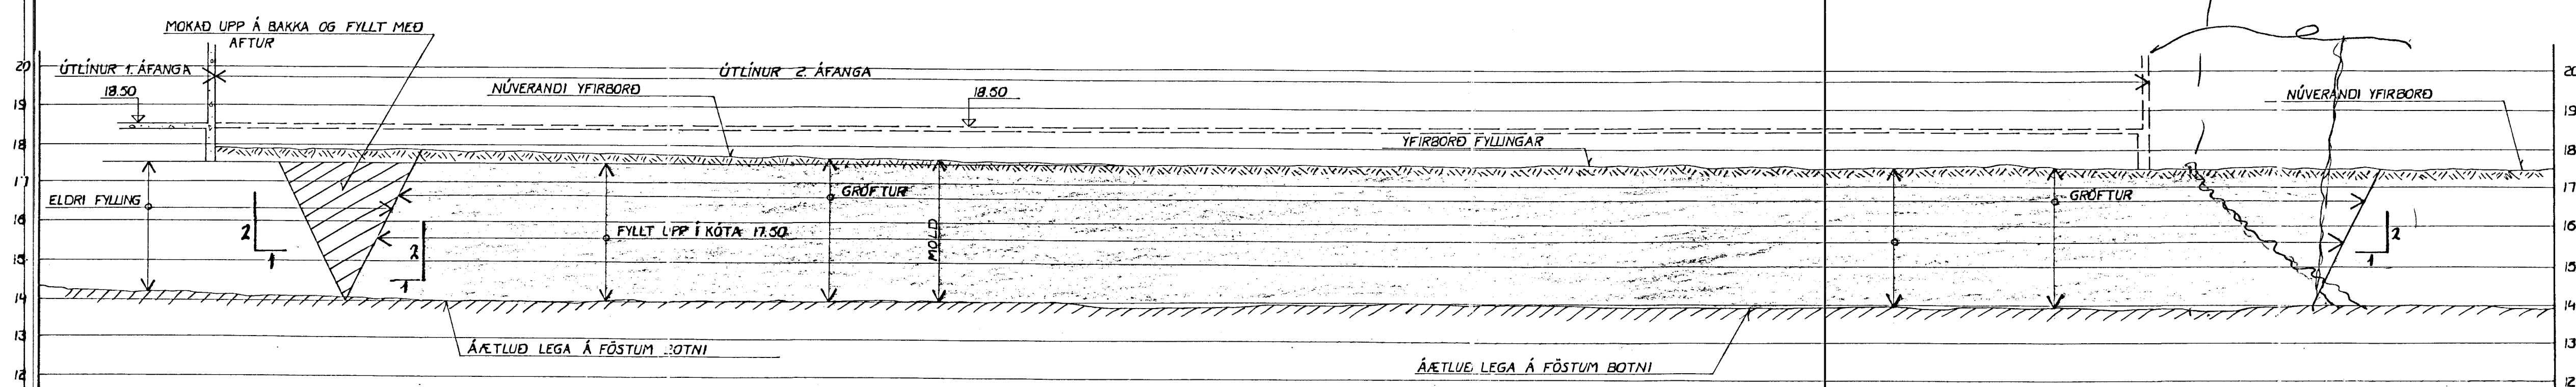 MOKAÐ UPP Á BAKKA OG FYLLT MEÐ
AFTUR
20
ÚTLÍNUR 1. ÁFANGA
ÚTLÍNUR 2. ÁFANGA
20
18.50
NÚVERANDI YFIRBORÐ
18.50
NÚVERANDI YFIRBORÐ
19
19
YFIRBORÐ FYLLINGAR
18
18
17
17
ELDRI FYLLING
GRÖFTUR
GRÖFTUR
16
16
2
1
2
1
FYLLT UPP Í KÓTA 17.50
MOLD
2
1
15
15
14
14
13
13
ÁÆTLUÐ LEGA Á FÖSTUM BOTNI
ÁÆTLUÐ LEGA Á FÖSTUM BOTNI
12
12